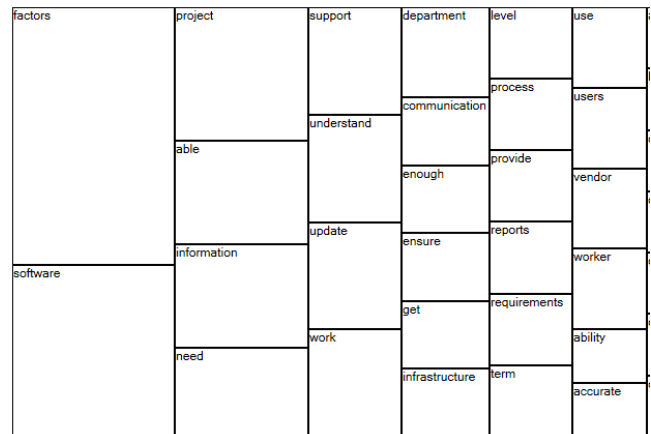 factors
software
project
able
information
need
support
understand
update
work
department
communication
enough
ensure
get
infrastructure
level
process
provide
reports
requirements
term
use
users
vendor
worker
ability
accurate